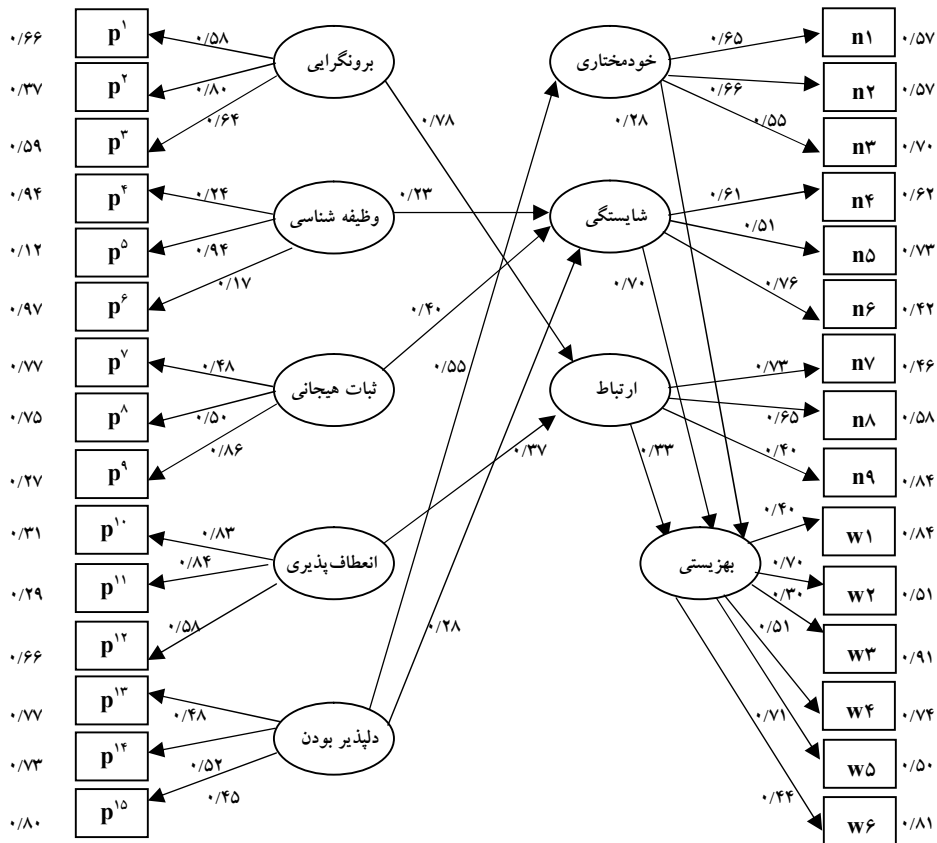 ۰/۶۶ p۱ ۰/۵۸ برونگرایی خودمختاری ۰/۶۵ n۱ ۰/۵۷
۰/۳۷ p۲ ۰/۸۰ ۰/۶۶ n۲ ۰/۵۷
۰/۵۹ p۳ ۰/۶۴ ۰/۷۸ ۰/۲۸ ۰/۵۵ n۳ ۰/۷۰
۰/۹۴ p۴ ۰/۲۴ وظیفه شناسی ۰/۲۳ شایستگی ۰/۶۱ n۴ ۰/۶۲
۰/۱۲ p۵ ۰/۹۴ ۰/۵۱ n۵ ۰/۷۳
۰/۹۷ p۶ ۰/۱۷ ۰/۴۰ ۰/۷۰ ۰/۷۶ n۶ ۰/۴۲
۰/۷۷ p۷ ۰/۴۸ ثبات هیجانی ۰/۵۵ ارتباط ۰/۷۳ n۷ ۰/۴۶
۰/۷۵ p۸ ۰/۵۰ ۰/۶۵ n۸ ۰/۵۸
۰/۲۷ p۹ ۰/۸۶ ۰/۳۷ ۰/۳۳ ۰/۴۰ n۹ ۰/۸۴
۰/۳۱ p۱۰ ۰/۸۳ انعطاف‌پذیری بهزیستی ۰/۴۰ w۱ ۰/۸۴
۰/۲۹ p۱۱ ۰/۸۴ ۰/۷۰ w۲ ۰/۵۱
۰/۶۶ p۱۲ ۰/۵۸ ۰/۲۸ ۰/۳۰ w۳ ۰/۹۱
۰/۷۷ p۱۳ ۰/۴۸ دلپذیر بودن ۰/۵۱ w۴ ۰/۷۴
۰/۷۳ p۱۴ ۰/۵۲ ۰/۷۱ w۵ ۰/۵۰
۰/۸۰ p۱۵ ۰/۴۵ ۰/۴۴ w۶ ۰/۸۱